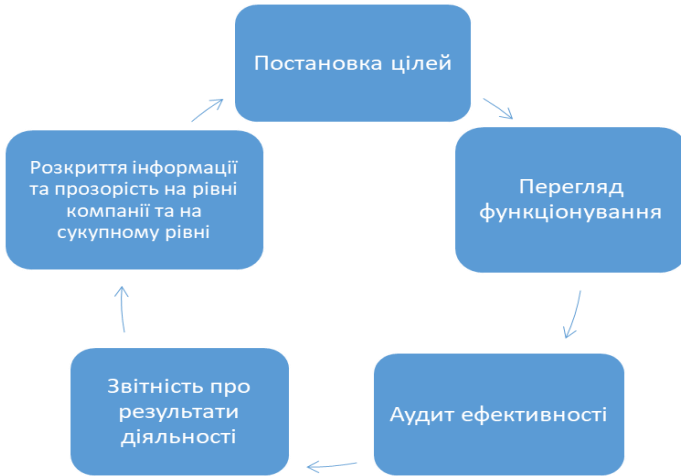 Постановка цілей
Перегляд
функціонування
Аудит ефективності
Звітність про
результати
діяльності
Розкриття інформації
та прозорість на рівні
компанії та на
сукупному рівні